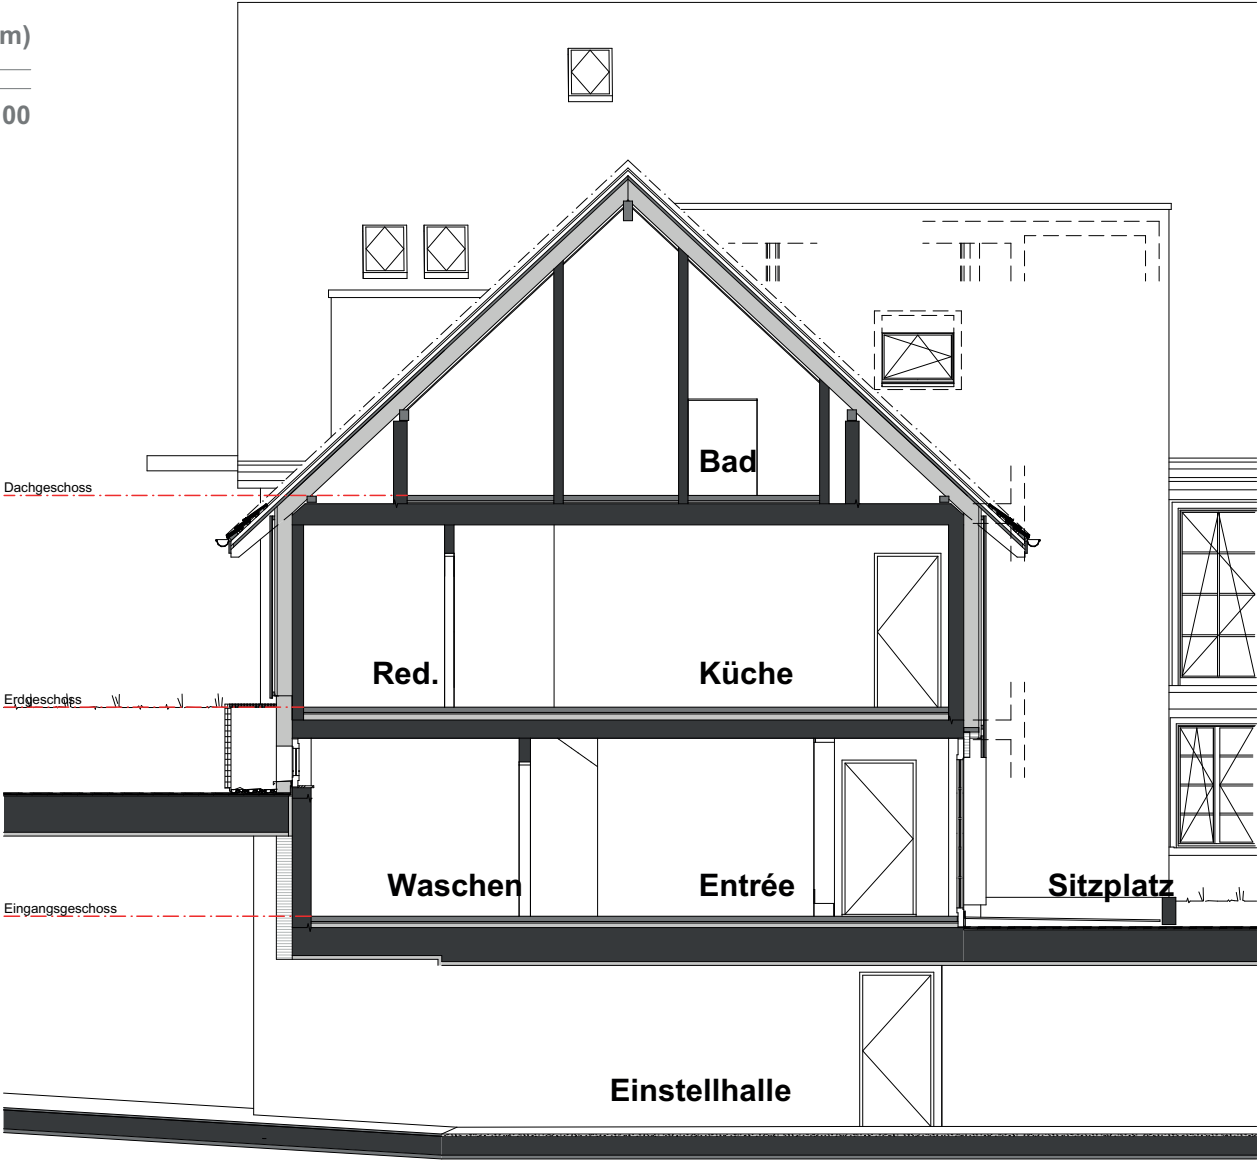 m)
00
Bad
Dachgeschoss
Red.
Küche
Erdgeschoss
Waschen
Entrée
Sitzplatz
Eingangsgeschoss
Einstellhalle